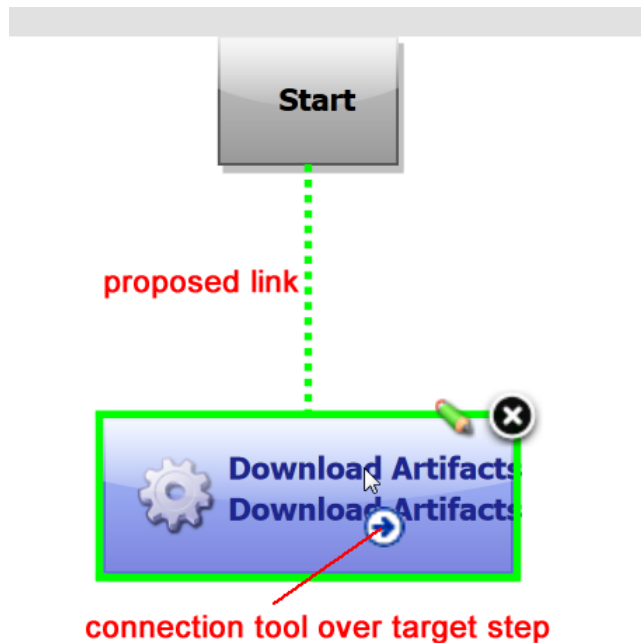 Start
proposed link
Download Artifacts
Download Artifacts
connection tool over target step